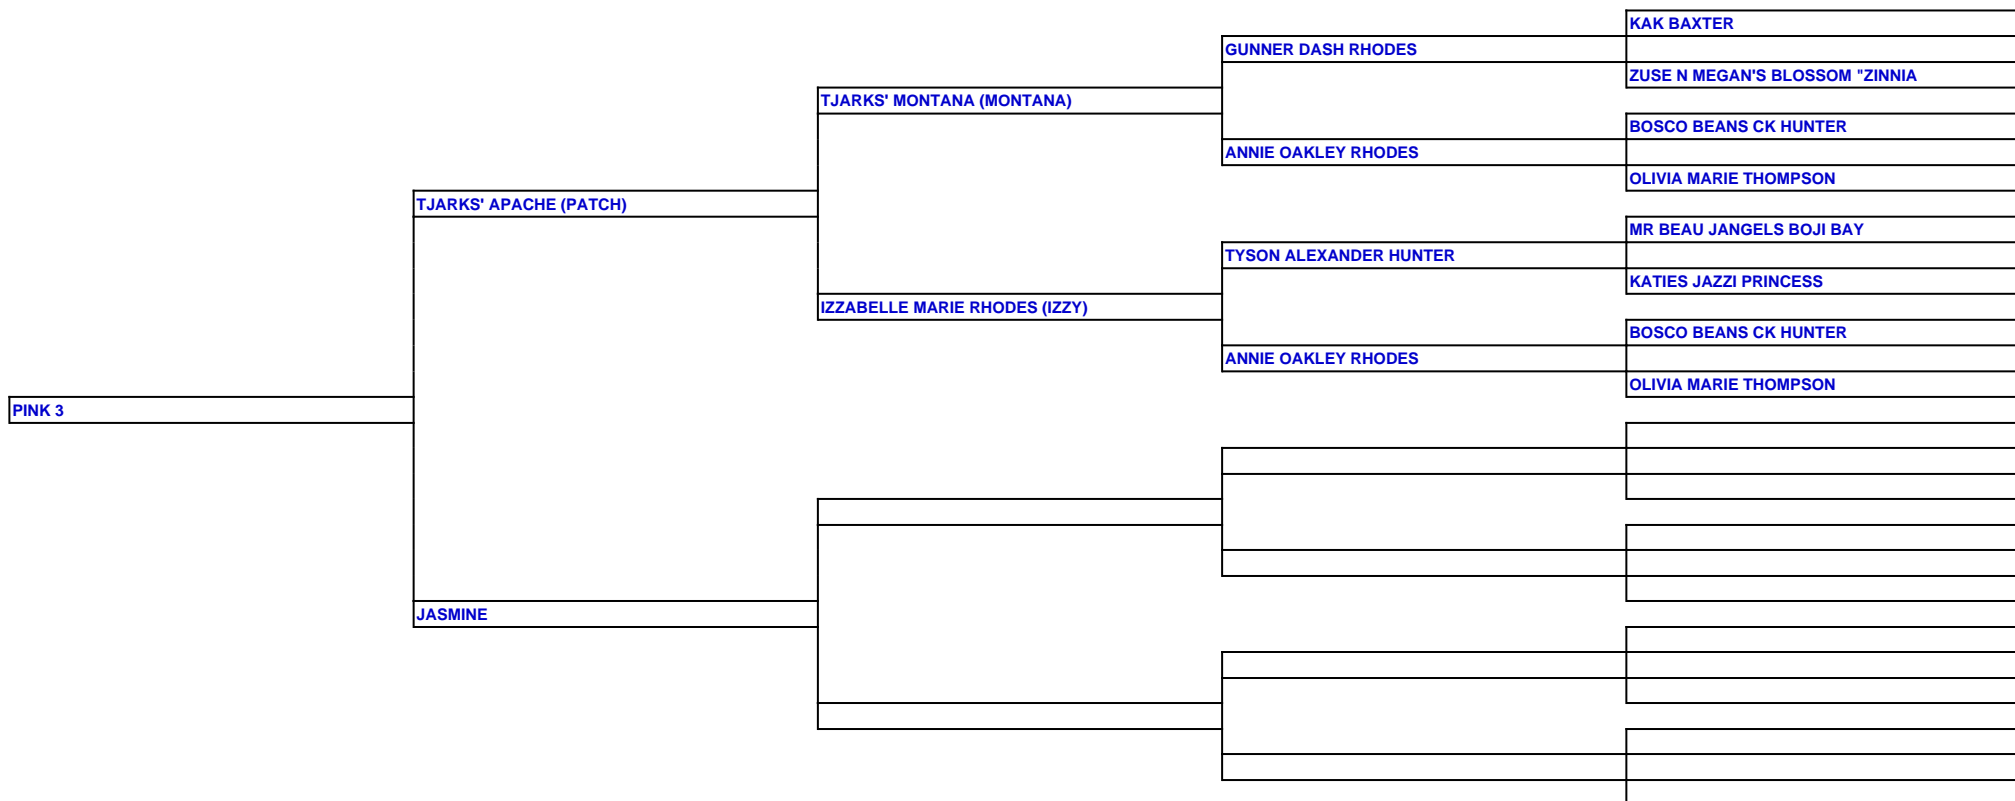 KAK BAXTER
GUNNER DASH RHODES
ZUSE N MEGAN'S BLOSSOM "ZINNIA
TJARKS' MONTANA (MONTANA)
BOSCO BEANS CK HUNTER
ANNIE OAKLEY RHODES
OLIVIA MARIE THOMPSON
TJARKS' APACHE (PATCH)
MR BEAU JANGELS BOJI BAY
TYSON ALEXANDER HUNTER
KATIES JAZZI PRINCESS
IZZABELLE MARIE RHODES (IZZY)
BOSCO BEANS CK HUNTER
ANNIE OAKLEY RHODES
OLIVIA MARIE THOMPSON
PINK 3
JASMINE